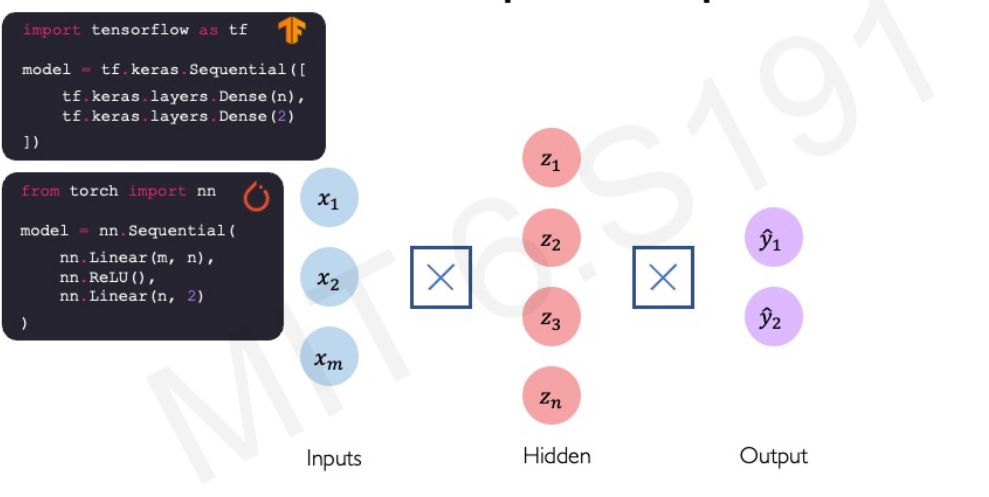 import tensorflow as tf
model = tf.keras.Sequential([
    tf.keras.layers.Dense(n),
    tf.keras.layers.Dense(2)
])
from torch import nn
model = nn.Sequential(
    nn.Linear(m, n),
    nn.ReLU(),
    nn.Linear(n, 2)
)
x₁
x₂
xₘ
z₁
z₂
z₃
zₙ
ŷ₁
ŷ₂
Inputs
Hidden
Output
MIT 6.S191